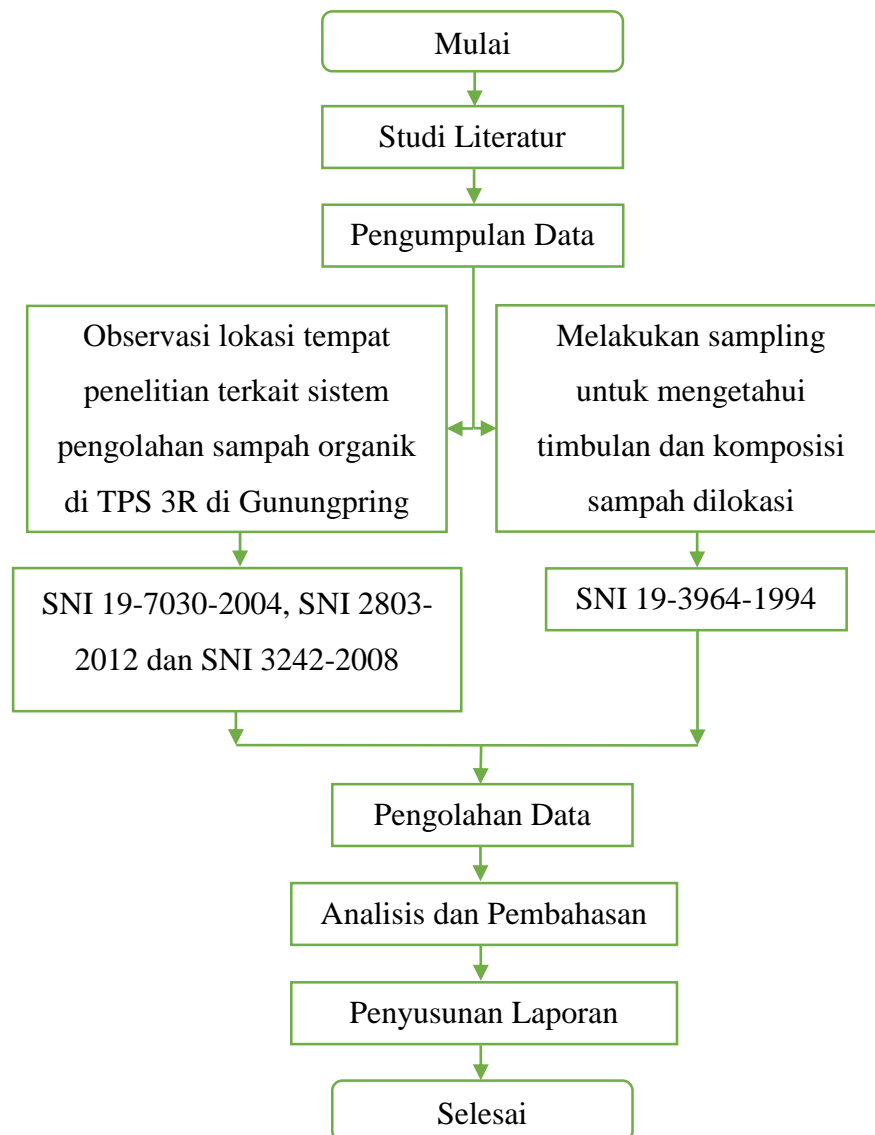 Mulai
Studi Literatur
Pengumpulan Data
Observasi lokasi tempat
penelitian terkait sistem
pengolahan sampah organik
di TPS 3R di Gunungpring
Melakukan sampling
untuk mengetahui
timbulan dan komposisi
sampah dilokasi
SNI 19-7030-2004, SNI 2803-
2012 dan SNI 3242-2008
SNI 19-3964-1994
Pengolahan Data
Analisis dan Pembahasan
Penyusunan Laporan
Selesai